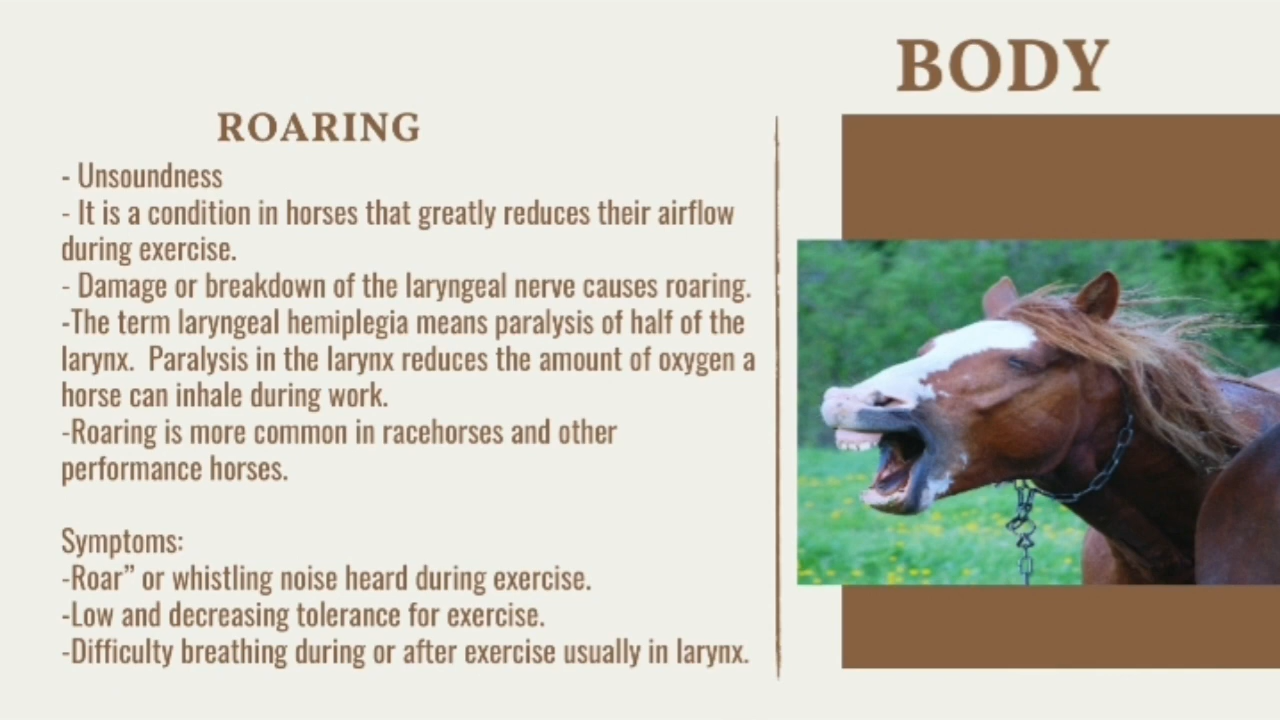 BODY
ROARING
- Unsoundness
- It is a condition in horses that greatly reduces their airflow
during exercise.
- Damage or breakdown of the laryngeal nerve causes roaring.
-The term laryngeal hemiplegia means paralysis of half of the
larynx.  Paralysis in the larynx reduces the amount of oxygen a
horse can inhale during work.
-Roaring is more common in racehorses and other
performance horses.
Symptoms:
-Roar” or whistling noise heard during exercise.
-Low and decreasing tolerance for exercise.
-Difficulty breathing during or after exercise usually in larynx.